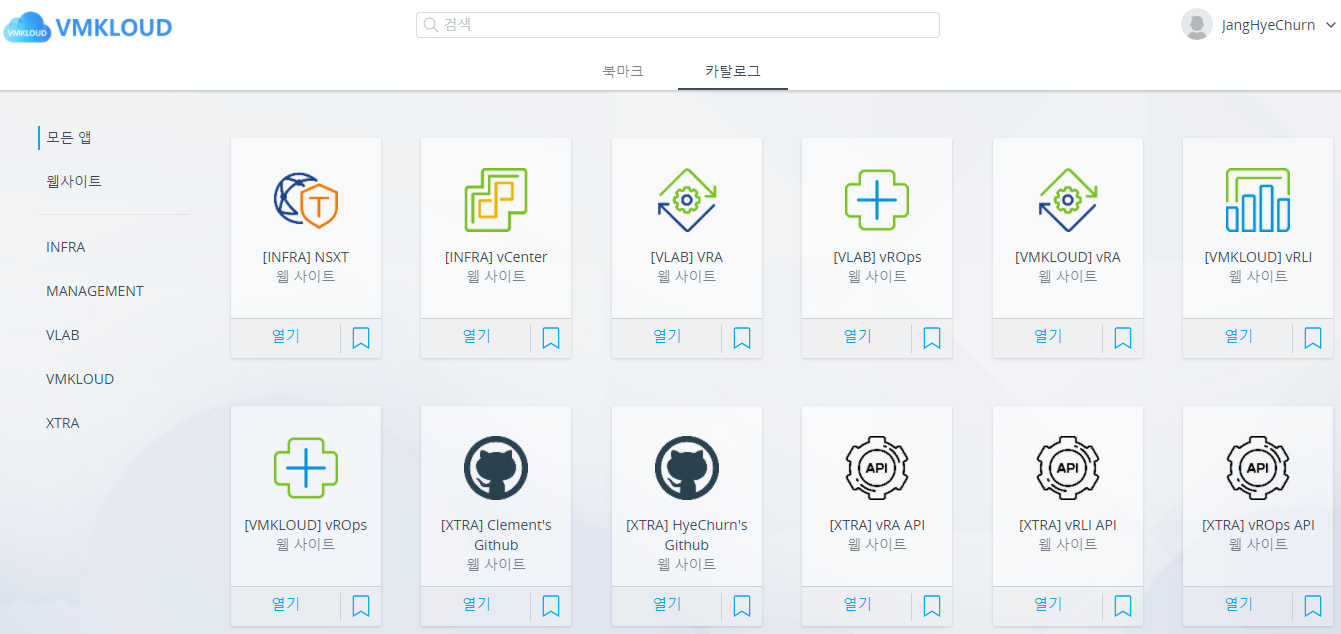 VMKLOUD VMKLOUD
검색
JangHyeChurn
북마크
카탈로그
모든 앱
웹사이트
INFRA
MANAGEMENT
VLAB
VMKLOUD
XTRA
[INFRA] NSXT
웹 사이트
열기
[INFRA] vCenter
웹 사이트
열기
[VLAB] VRA
웹 사이트
열기
[VLAB] vROps
웹 사이트
열기
[VMKLOUD] vRA
웹 사이트
열기
[VMKLOUD] vRLI
웹 사이트
열기
[VMKLOUD] vROps
웹 사이트
열기
[XTRA] Clement's
Github
웹 사이트
열기
[XTRA] HyeChurn's
Github
웹 사이트
열기
API
[XTRA] vRA API
웹 사이트
열기
API
[XTRA] vRLI API
웹 사이트
열기
API
[XTRA] vROps API
웹 사이트
열기